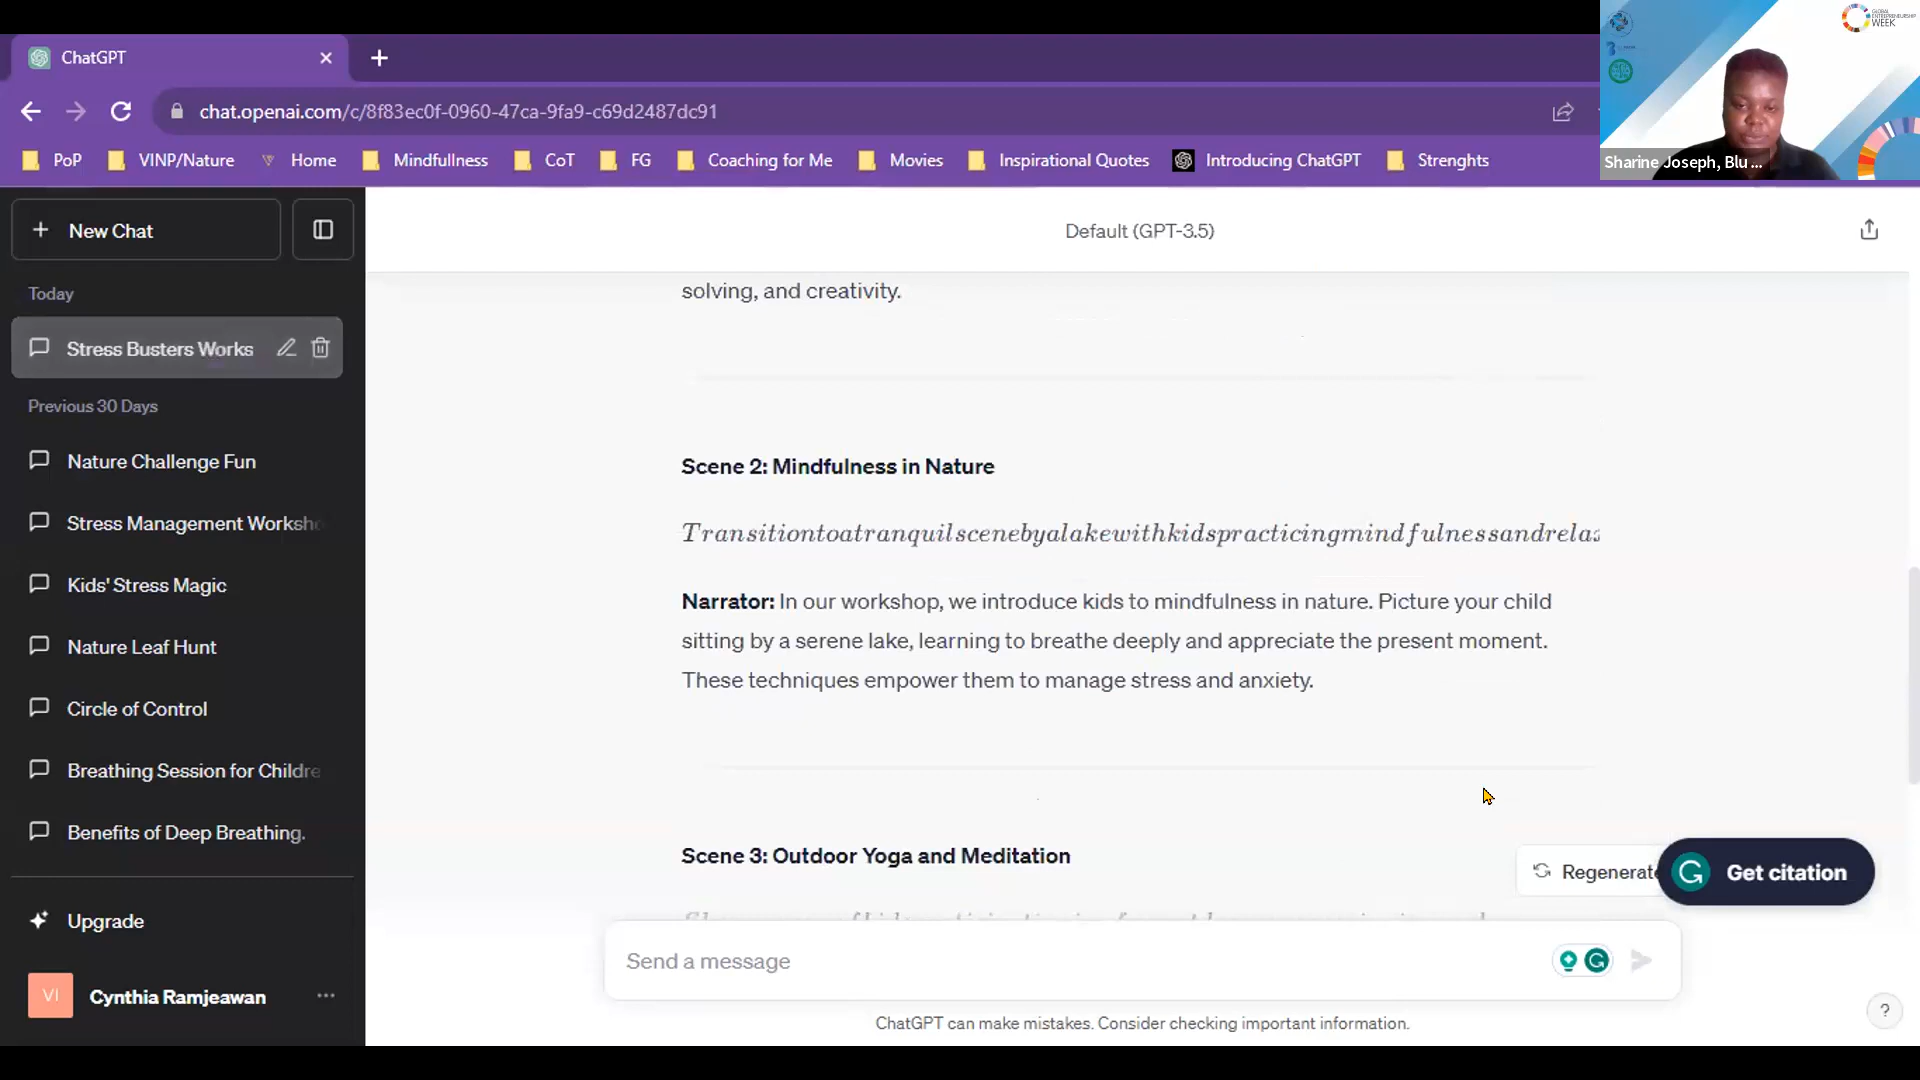 ChatGPT
GLOBAL
ENTREPRENEURSHIP
WEEK
chat.openai.com/c/8f83ec0f-0960-47ca-9fa9-c69d2487dc91
PoP
VINP/Nature
Home
Mindfullness
CoT
FG
Coaching for Me
Movies
Inspirational Quotes
Introducing ChatGPT
Strenghts
Sharine Joseph, Blu ...
New Chat
Default (GPT-3.5)
Today
Stress Busters Works
Previous 30 Days
Nature Challenge Fun
Stress Management Worksho
Kids' Stress Magic
Nature Leaf Hunt
Circle of Control
Breathing Session for Childre
Benefits of Deep Breathing.
Upgrade
VI
Cynthia Ramjeawan
solving, and creativity.
Scene 2: Mindfulness in Nature
Transitiontoatranquilscenebyalakewithkidspracticingmindfulnessandrelax
Narrator: In our workshop, we introduce kids to mindfulness in nature. Picture your child
sitting by a serene lake, learning to breathe deeply and appreciate the present moment.
These techniques empower them to manage stress and anxiety.
Scene 3: Outdoor Yoga and Meditation
Regenerate
Get citation
Send a message
ChatGPT can make mistakes. Consider checking important information.
?